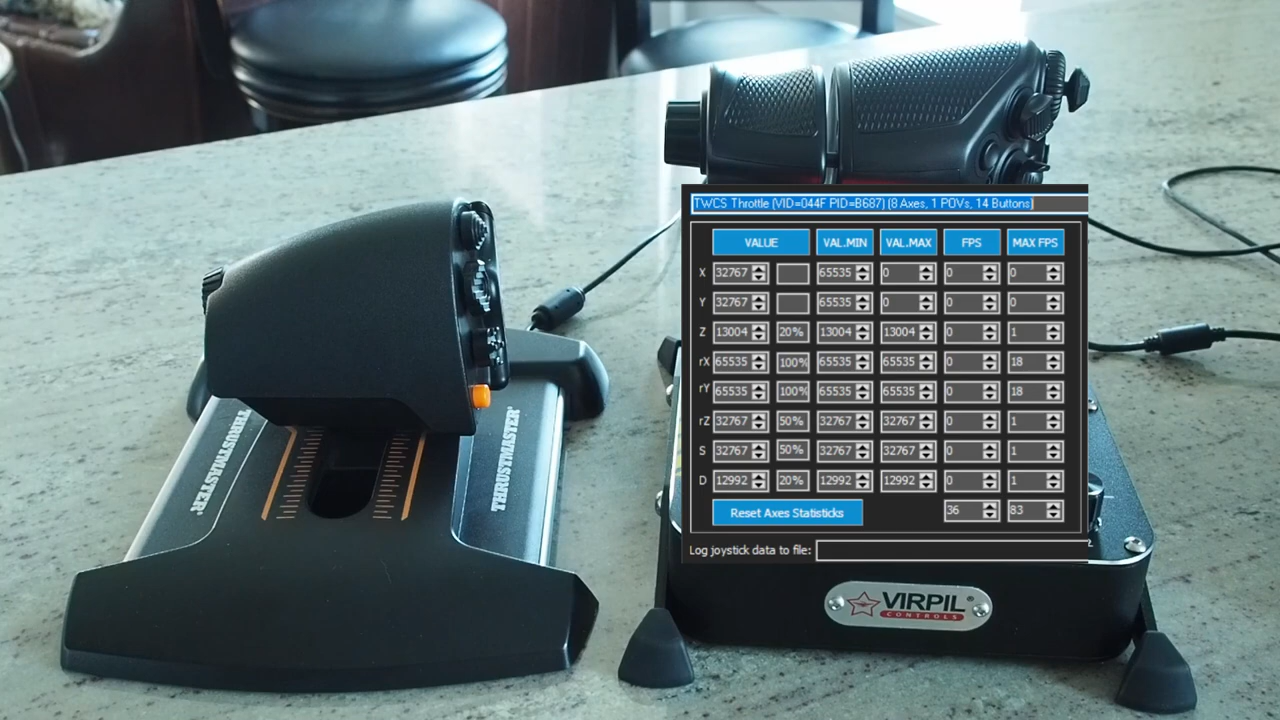 TWCS Throttle (VID=044F PID=B687) (8 Axes, 1 POVs, 14 Buttons)
VALUE VAL.MIN VAL.MAX FPS MAX FPS
X 32767 65535 0 0 0
Y 32767 65535 0 0 0
Z 13004 20% 13004 13004 0 1
rX 65535 100% 65535 65535 0 18
rY 65535 100% 65535 65535 0 18
rZ 32767 50% 32767 32767 0 1
S 32767 50% 32767 32767 0 1
D 12992 20% 12992 12992 0 1
Reset Axes Statisticks 36 83
Log joystick data to file:
THRUSTMASTER®
THRUSTMASTER®
VIRPIL®
CONTROLS